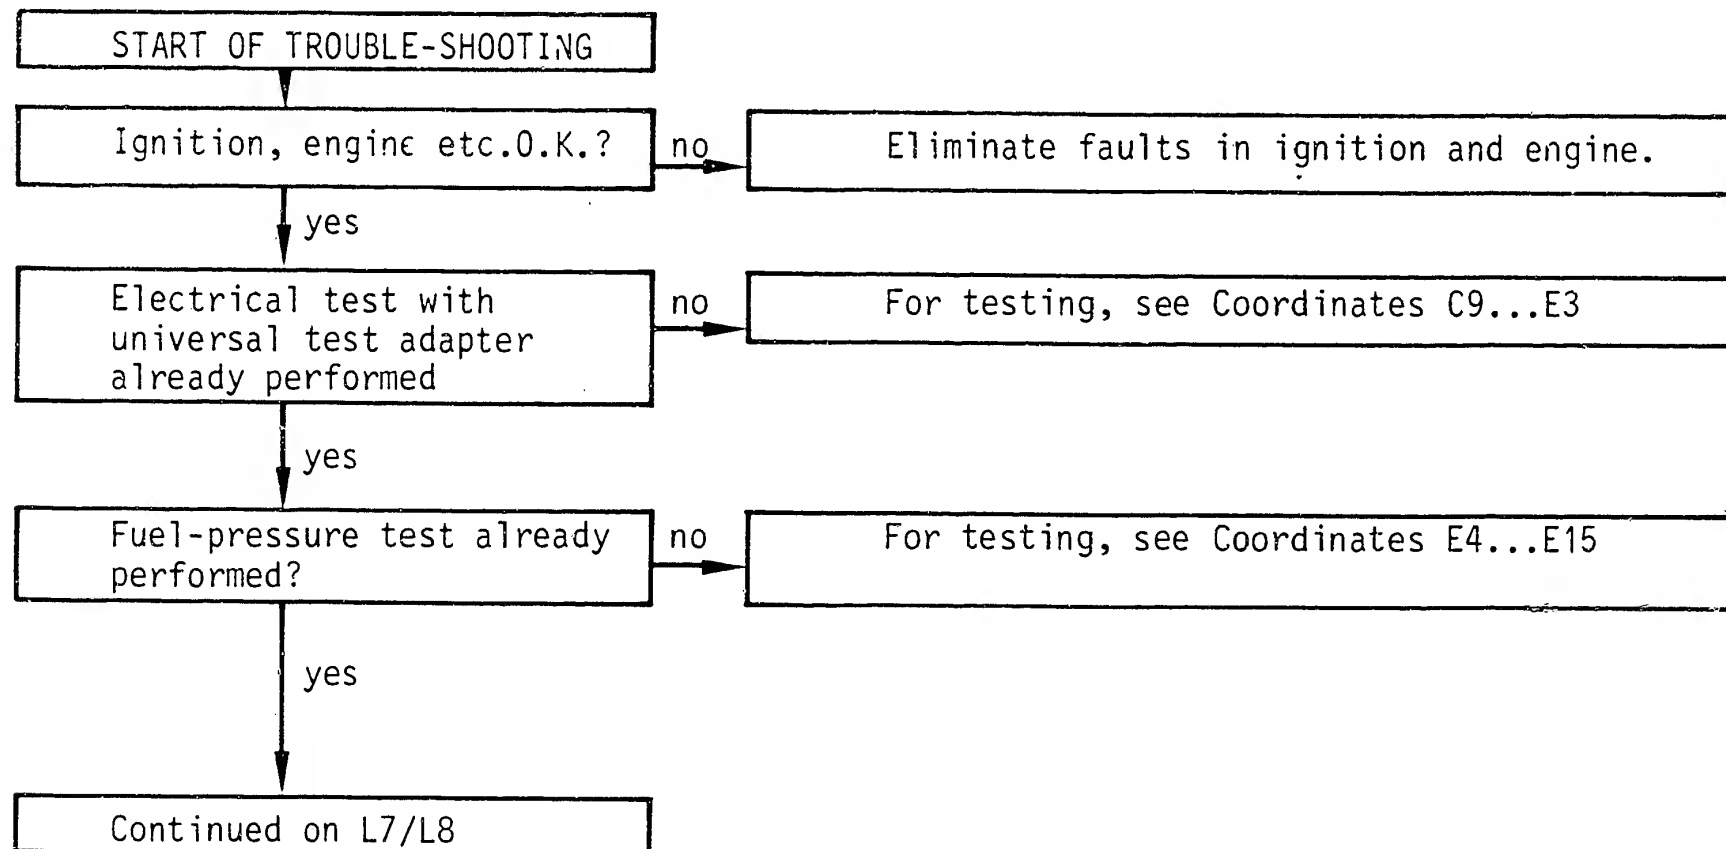 START OF TROUBLE-SHOOTING
Ignition, engine etc.O.K.?
no
Eliminate faults in ignition and engine.
yes
Electrical test with
universal test adapter
already performed
no
For testing, see Coordinates C9...E3
yes
Fuel-pressure test already
performed?
no
For testing, see Coordinates E4...E15
yes
Continued on L7/L8